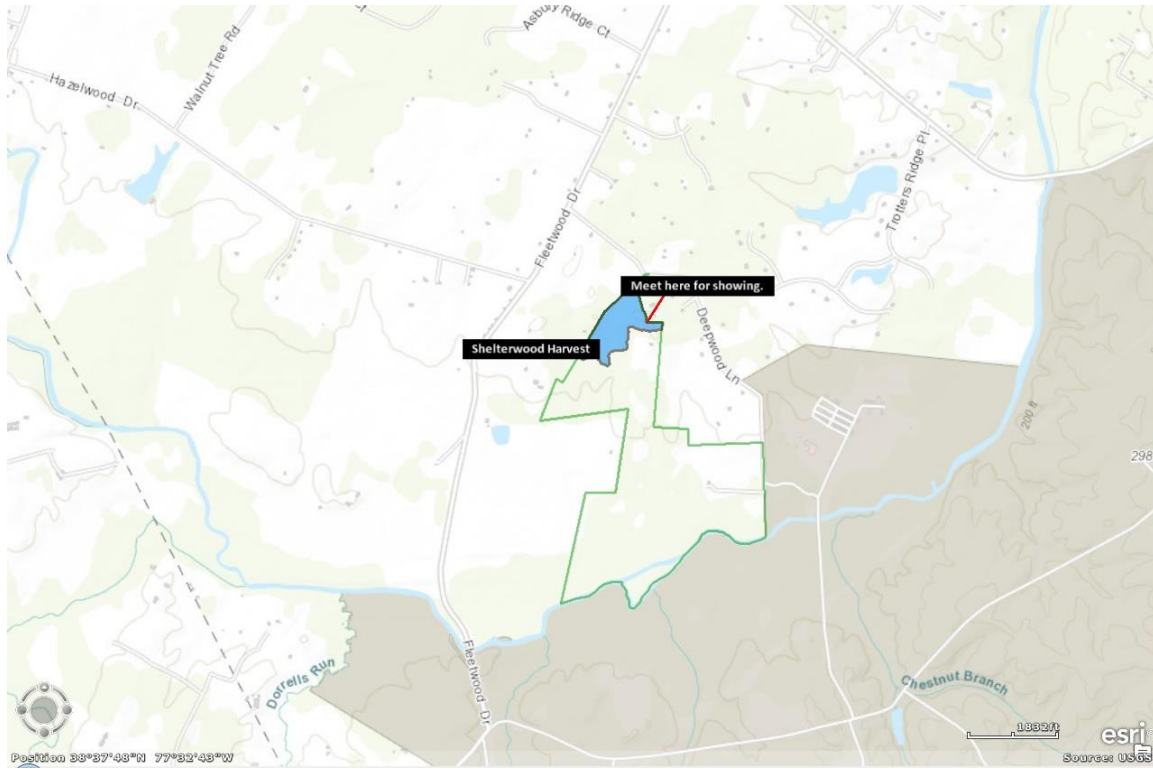 Asbury Ridge Ct
Walnut Tree Rd
Hazelwood Dr
Trotters Ridge Pl
Fleetwood Dr
Meet here for showing.
Deepwood Ln
Shelterwood Harvest
200 ft
298
Dorrells Run
Fleetwood Dr
Chestnut Branch
1832ft
esri
Position 38°37'48"N 77°32'43"W
Source: USGS